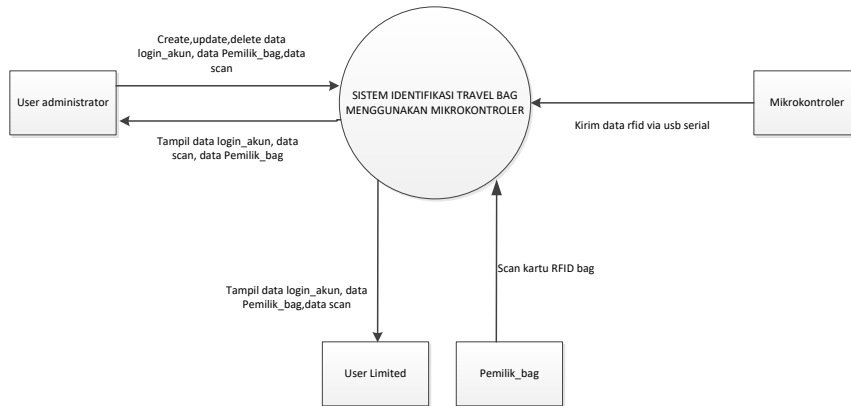 Create,update,delete data
login_akun, data Pemilik_bag,data
scan
User administrator
SISTEM IDENTIFIKASI TRAVEL BAG
MENGGUNAKAN MIKROKONTROLER
Mikrokontroler
Kirim data rfid via usb serial
Tampil data login_akun, data
scan, data Pemilik_bag
Scan kartu RFID bag
Tampil data login_akun, data
Pemilik_bag,data scan
User Limited
Pemilik_bag